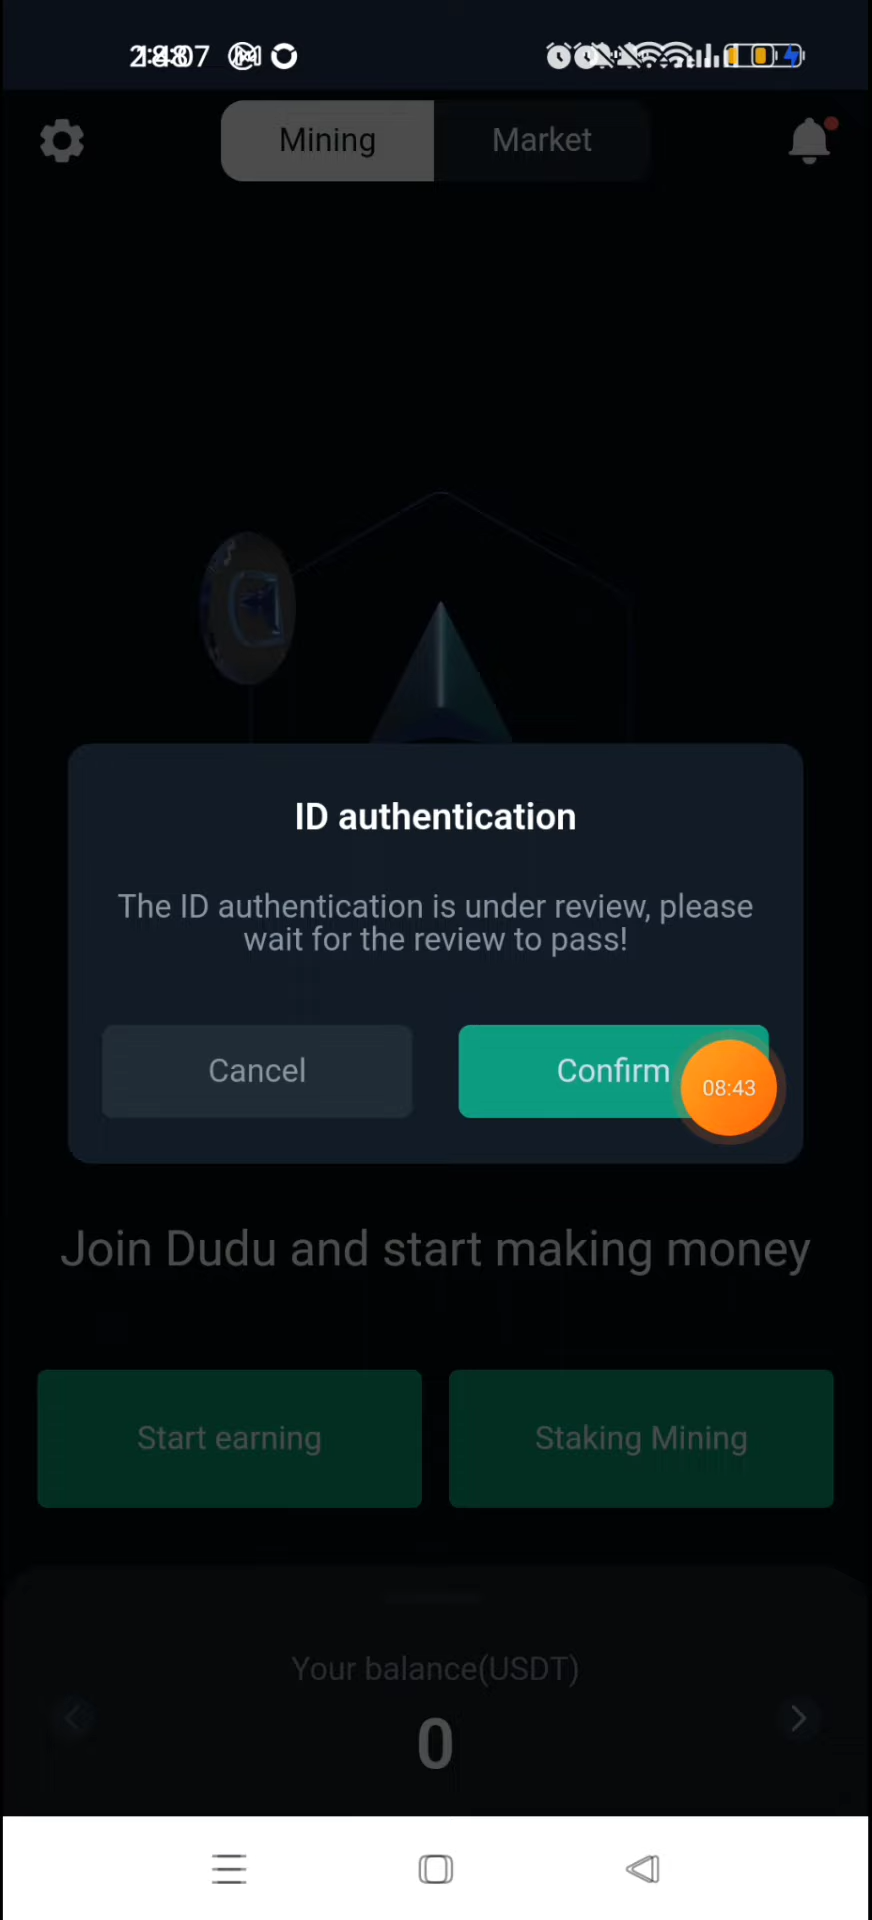 Mining
Market
ID authentication
The ID authentication is under review, please
wait for the review to pass!
Cancel
Confirm
08:43
Join Dudu and start making money
Start earning
Staking Mining
Your balance(USDT)
0